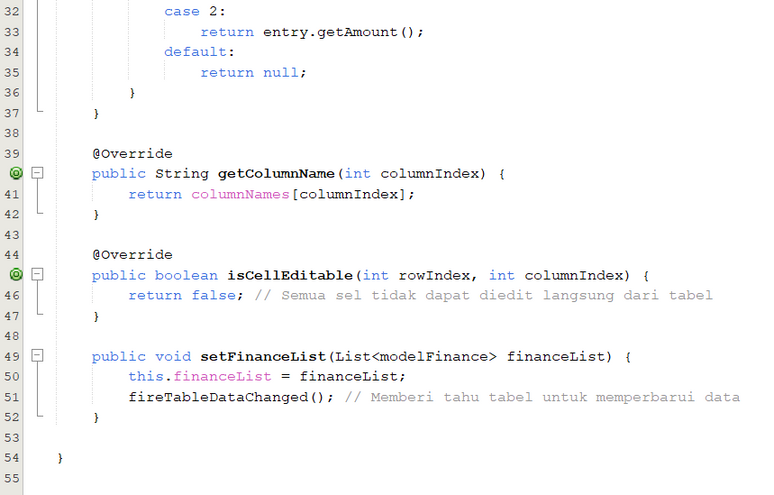 32 case 2:
33 return entry.getAmount();
34 default:
35 return null;
36 }
37 }
38
39 @Override
public String getColumnName(int columnIndex) {
41 return columnNames[columnIndex];
42 }
43
44 @Override
public boolean isCellEditable(int rowIndex, int columnIndex) {
46 return false; // Semua sel tidak dapat diedit langsung dari tabel
47 }
48
49 public void setFinanceList(List<modelFinance> financeList) {
50 this.financeList = financeList;
51 fireTableDataChanged(); // Memberi tahu tabel untuk memperbarui data
52 }
53
54 }
55